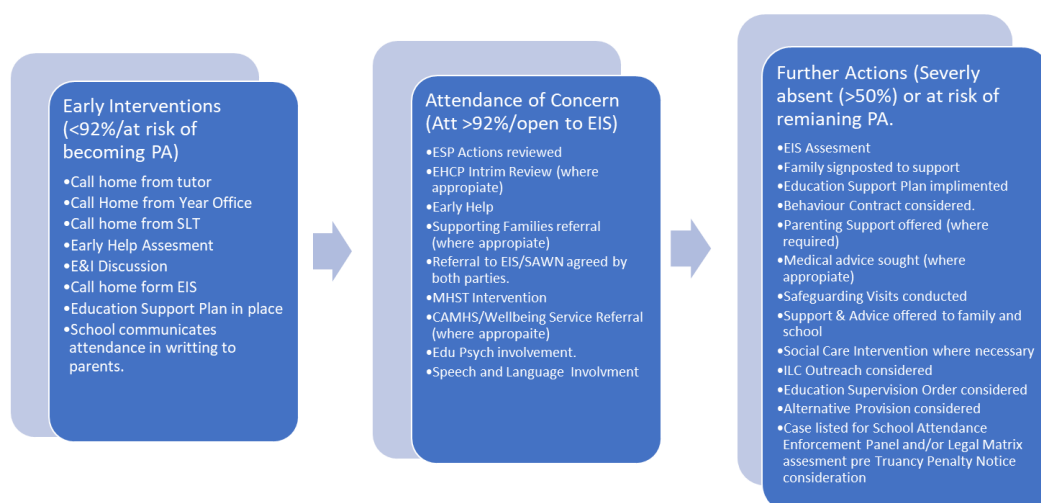 Early Interventions
(<92%/at risk of
becoming PA)
•Call home from tutor
•Call Home from Year Office
•Call home from SLT
•Early Help Assesment
•E&I Discussion
•Call home form EIS
•Education Support Plan in place
•School communicates
attendance in writting to
parents.
Attendance of Concern
(Att >92%/open to EIS)
•ESP Actions reviewed
•EHCP Intrim Review (where
appropiate)
•Early Help
•Supporting Families referral
(where appropiate)
•Referral to EIS/SAWN agreed by
both parties.
•MHST Intervention
•CAMHS/Wellbeing Service Referral
(where appropaite)
•Edu Psych involvement.
•Speech and Language Involvment
Further Actions (Severly
absent (>50%) or at risk of
remianing PA.
•EIS Assesment
•Family signposted to support
•Education Support Plan implimented
•Behaviour Contract considered.
•Parenting Support offered (where
required)
•Medical advice sought (where
appropiate)
•Safeguarding Visits conducted
•Support & Advice offered to family and
school
•Social Care Intervention where necessary
•ILC Outreach considered
•Education Supervision Order considered
•Alternative Provision considered
•Case listed for School Attendance
Enforcement Panel and/or Legal Matrix
assesment pre Truancy Penalty Notice
consideration